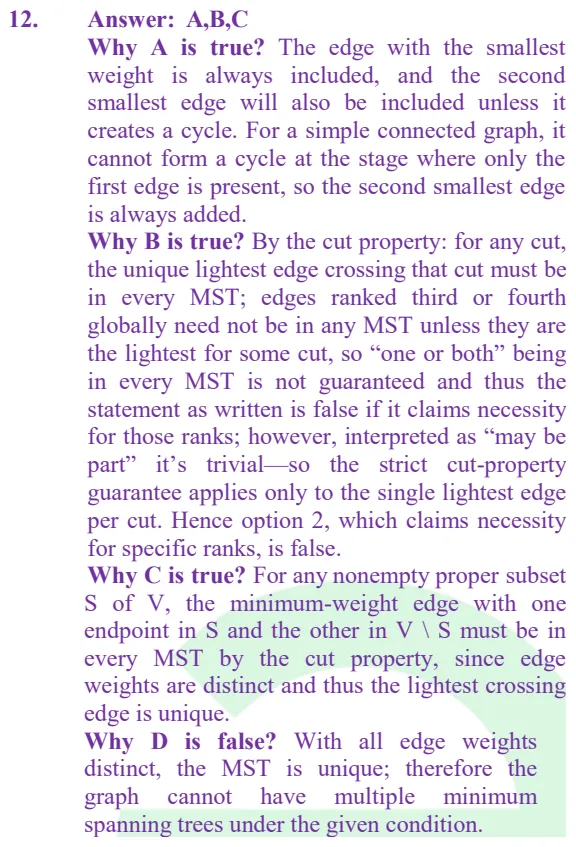 12. Answer: A,B,C
Why A is true? The edge with the smallest
weight is always included, and the second
smallest edge will also be included unless it
creates a cycle. For a simple connected graph, it
cannot form a cycle at the stage where only the
first edge is present, so the second smallest edge
is always added.
Why B is true? By the cut property: for any cut,
the unique lightest edge crossing that cut must be
in every MST; edges ranked third or fourth
globally need not be in any MST unless they are
the lightest for some cut, so “one or both” being
in every MST is not guaranteed and thus the
statement as written is false if it claims necessity
for those ranks; however, interpreted as “may be
part” it’s trivial—so the strict cut-property
guarantee applies only to the single lightest edge
per cut. Hence option 2, which claims necessity
for specific ranks, is false.
Why C is true? For any nonempty proper subset
S of V, the minimum-weight edge with one
endpoint in S and the other in V \ S must be in
every MST by the cut property, since edge
weights are distinct and thus the lightest crossing
edge is unique.
Why D is false? With all edge weights
distinct, the MST is unique; therefore the
graph cannot have multiple minimum
spanning trees under the given condition.